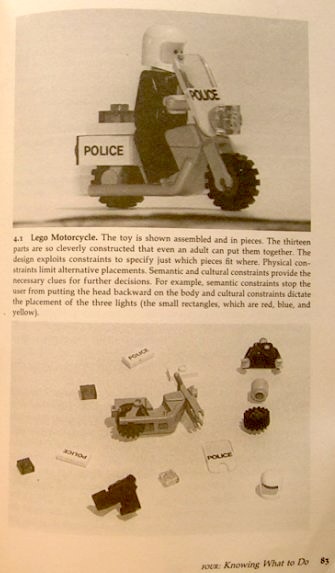 POLICE
POLICE
4.1 Lego Motorcycle. The toy is shown assembled and in pieces. The thirteen
parts are so cleverly constructed that even an adult can put them together. The
design exploits constraints to specify just which pieces fit where. Physical con-
straints limit alternative placements. Semantic and cultural constraints provide the
necessary clues for further decisions. For example, semantic constraints stop the
user from putting the head backward on the body and cultural constraints dictate
the placement of the three lights (the small rectangles, which are red, blue, and
yellow).
POLICE
POLICE
POLICE
FOUR: Knowing What to Do 83